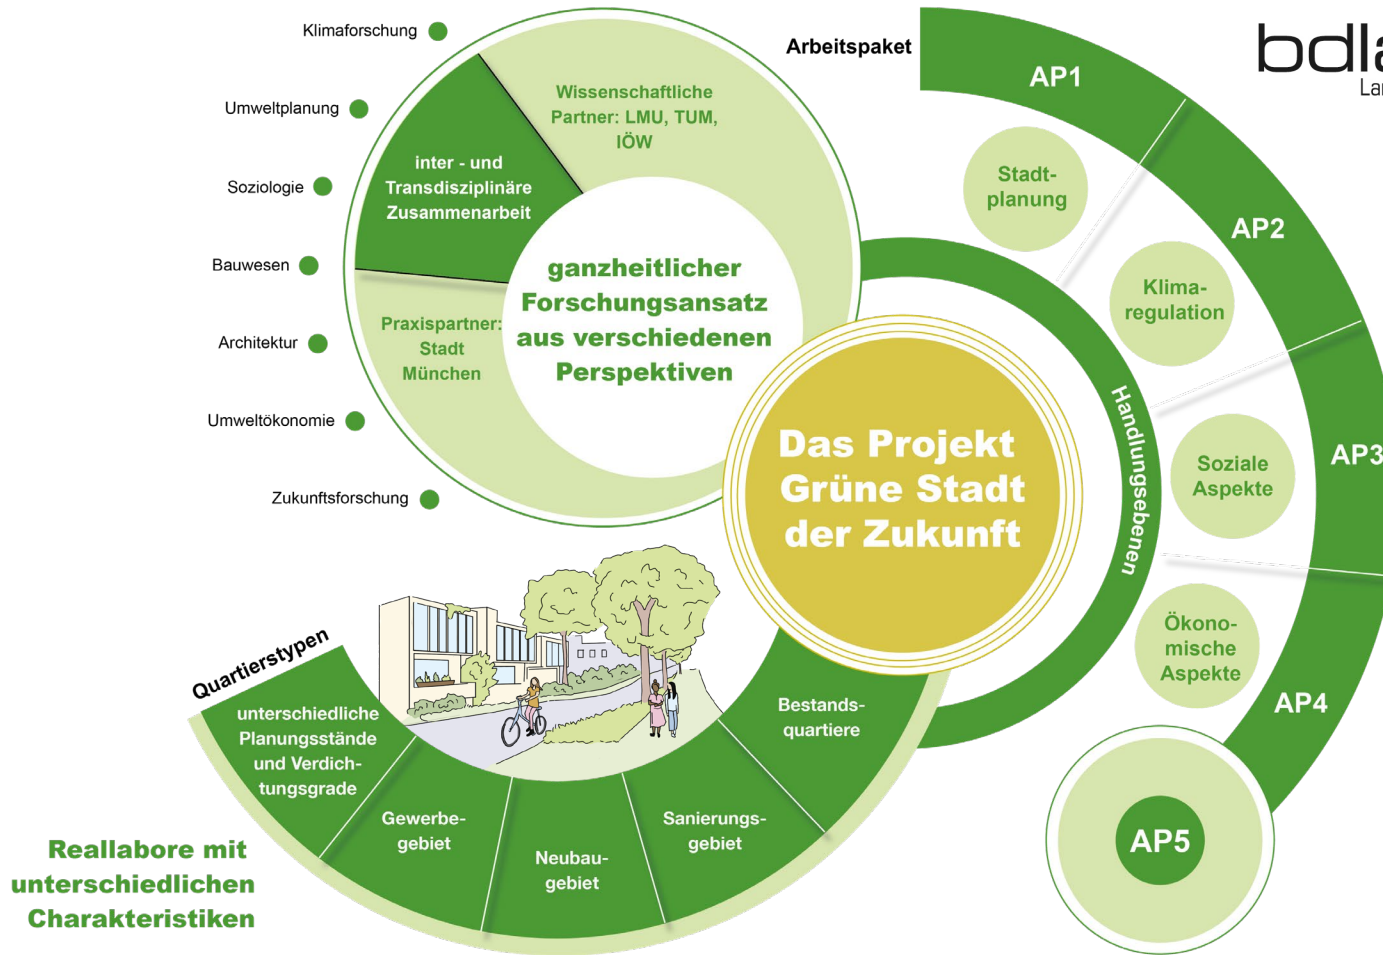 Klimaforschung
Umweltplanung
Soziologie
Bauwesen
Architektur
Umweltökonomie
Zukunftsforschung
Wissenschaftliche
Partner: LMU, TUM,
IÖW
inter - und
Transdisziplinäre
Zusammenarbeit
Praxispartner:
Stadt
München
ganzheitlicher
Forschungsansatz
aus verschiedenen
Perspektiven
Das Projekt
Grüne Stadt
der Zukunft
Arbeitspaket
AP1
AP2
AP3
AP4
AP5
Stadt-
planung
Klima-
regulation
Soziale
Aspekte
Ökono-
mische
Aspekte
Handlungsebenen
Quartierstypen
unterschiedliche
Planungsstände
und Verdich-
tungsgrade
Gewerbe-
gebiet
Neubau-
gebiet
Sanierungs-
gebiet
Bestands-
quartiere
Reallabore mit
unterschiedlichen
Charakteristiken
bdla